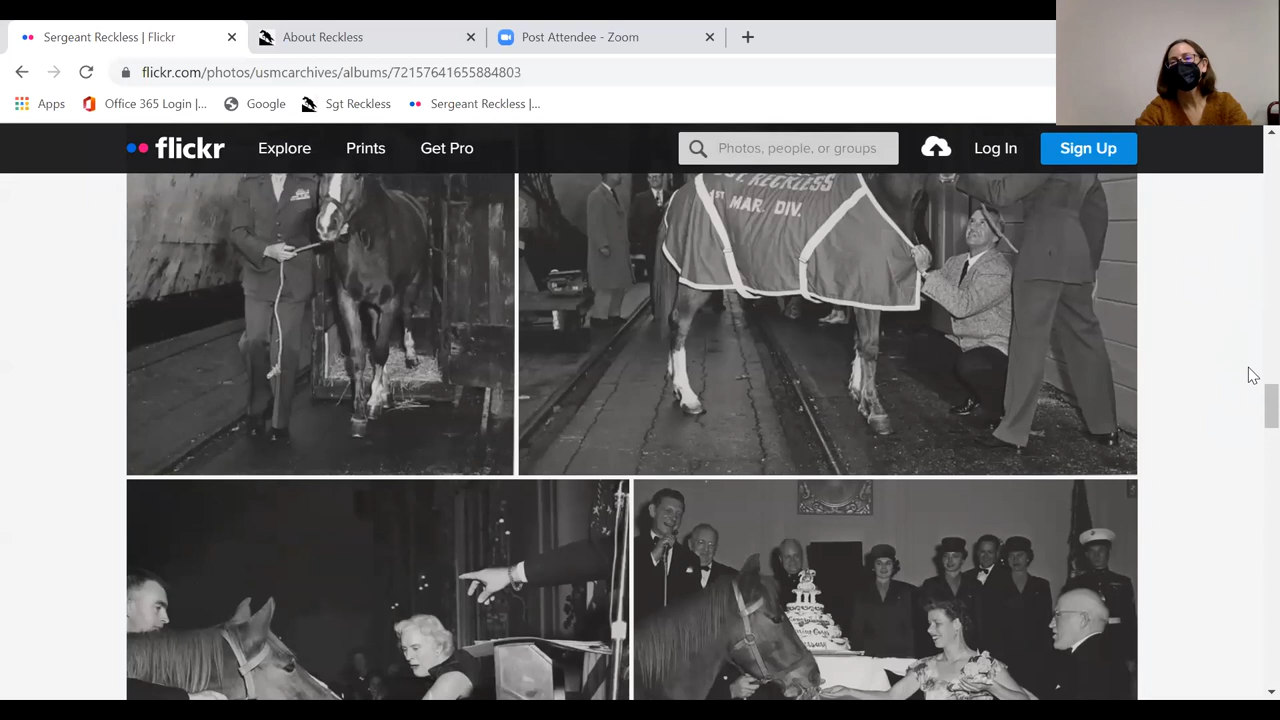 Sergeant Reckless | Flickr
About Reckless
Post Attendee - Zoom
flickr.com/photos/usmcarchives/albums/72157641655884803
Apps
Office 365 Login |...
Google
Sgt Reckless
Sergeant Reckless |...
flickr
Explore
Prints
Get Pro
Photos, people, or groups
Log In
Sign Up
RECKLESS
1ST MAR. DIV.